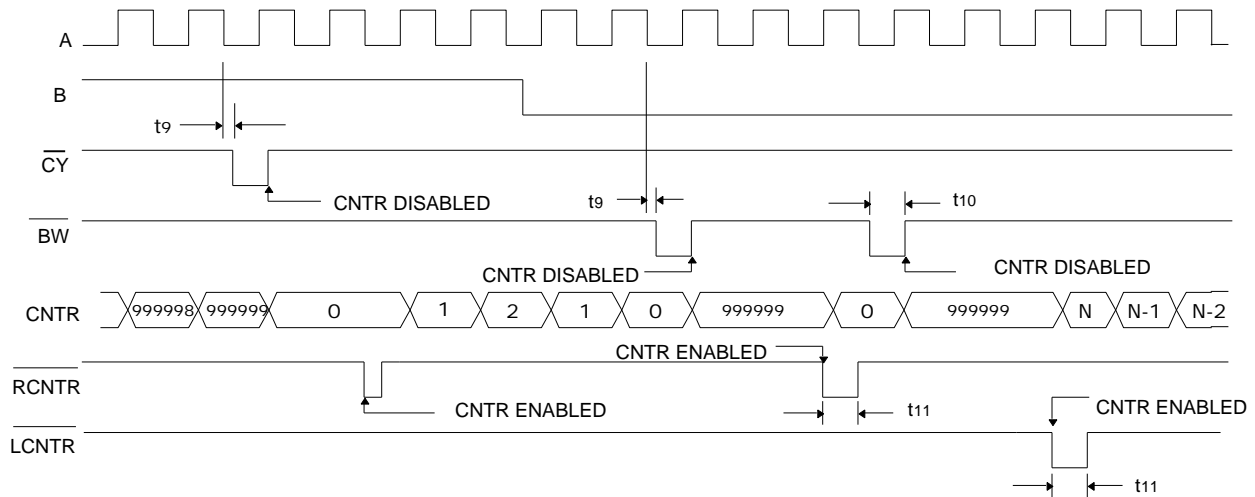 A
B
t9
CY
CNTR DISABLED
t9
t10
BW
CNTR DISABLED
CNTR DISABLED
CNTR 999998 999999 0 1 2 1 0 999999 0 999999 N N-1 N-2
CNTR ENABLED
RCNTR
CNTR ENABLED
t11
CNTR ENABLED
LCNTR
t11